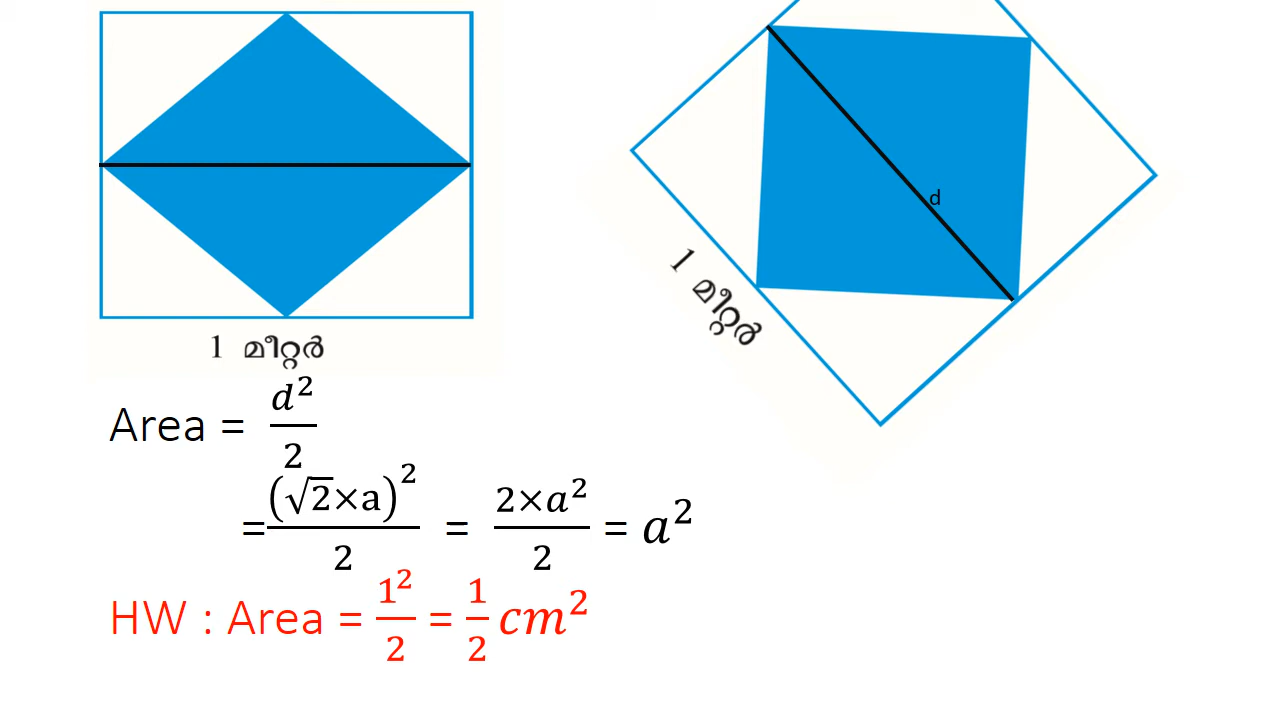 d
1 മീറ്റർ
1 മീറ്റർ
Area = d²/2
= (√2×a)²/2 = 2×a²/2 = a²
HW : Area = 1²/2 = 1/2 cm²